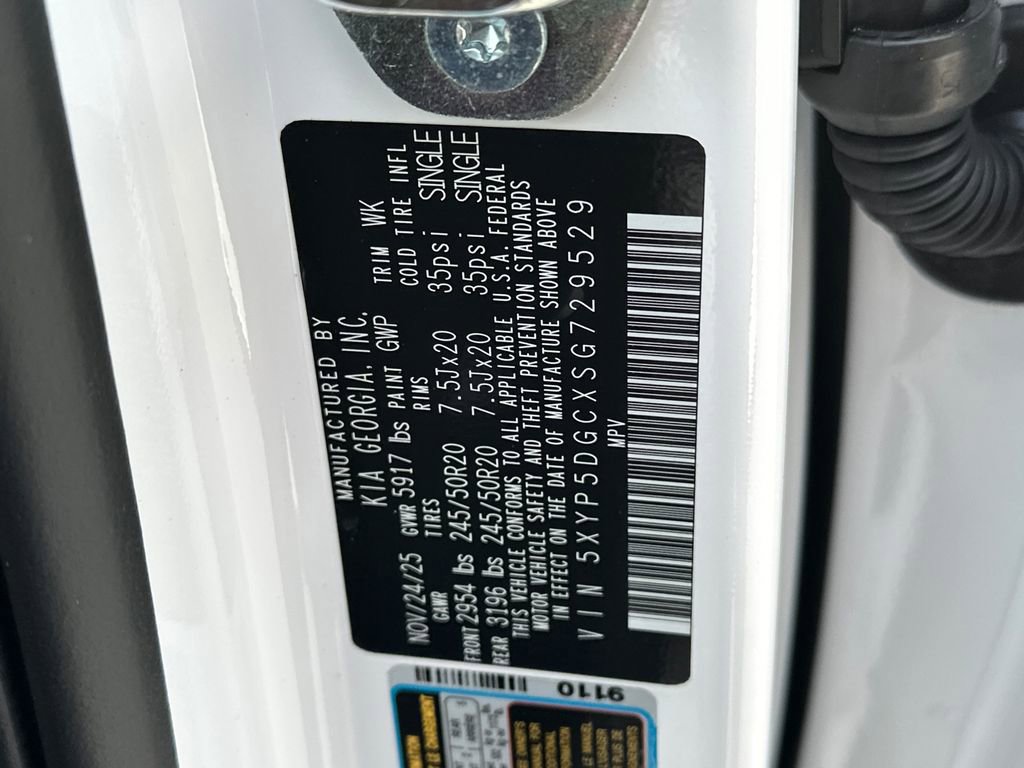 MANUFACTURED BY
KIA GEORGIA, INC.
NOV/24/25 GVWR 5917 lbs PAINT GWP TRIM WK
GAWR TIRES RIMS COLD TIRE INFL
FRONT 2954 lbs 245/50R20 7.5Jx20 35psi SINGLE
REAR 3196 lbs 245/50R20 7.5Jx20 35psi SINGLE
THIS VEHICLE CONFORMS TO ALL APPLICABLE U.S.A. FEDERAL
MOTOR VEHICLE SAFETY AND THEFT PREVENTION STANDARDS
IN EFFECT ON THE DATE OF MANUFACTURE SHOWN ABOVE
VIN 5XYP5DGCXSG729529
MPV
9110